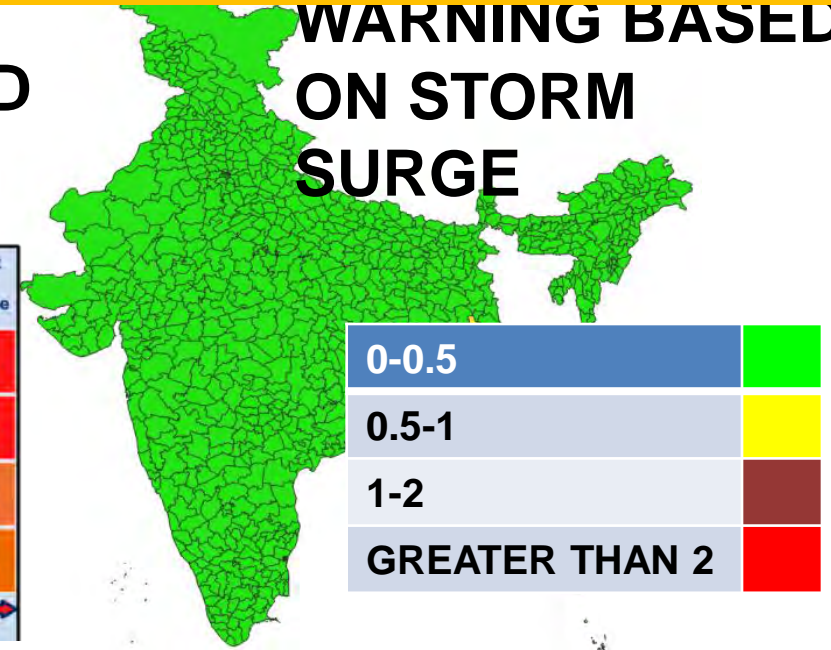 WARNING BASED
ON STORM
SURGE
D
e
0-0.5
0.5-1
1-2
GREATER THAN 2